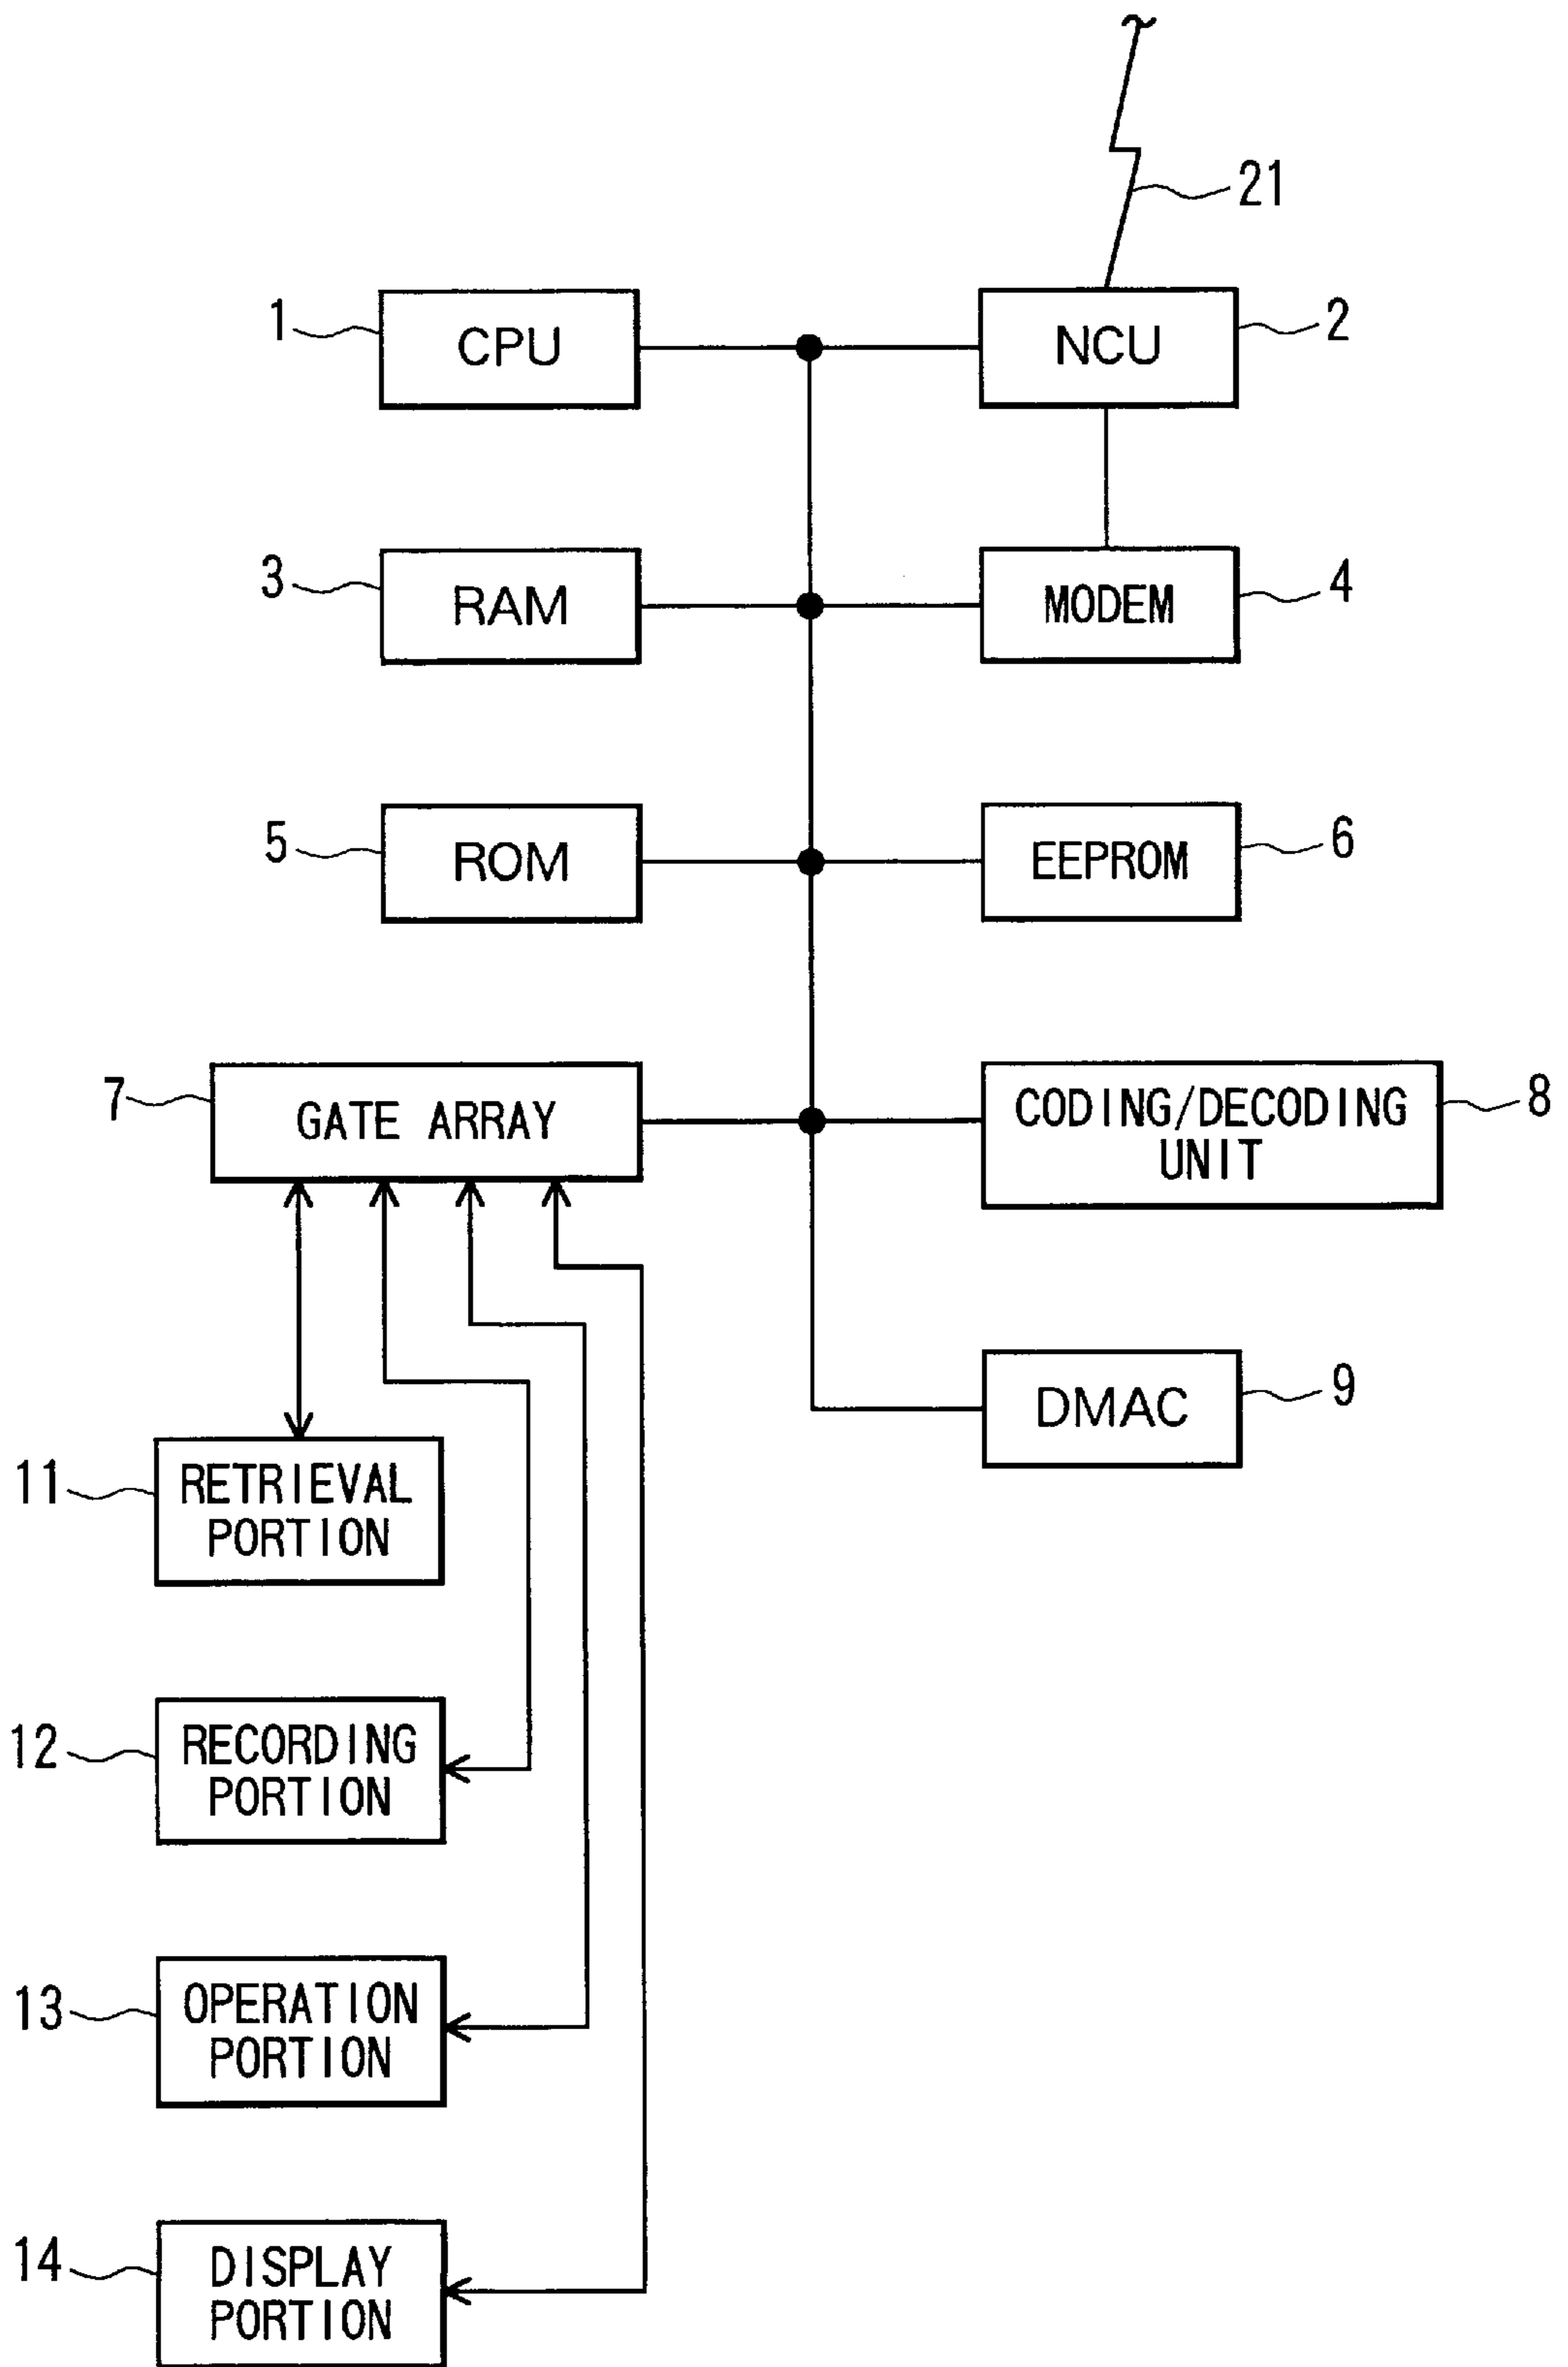 21
1
CPU
NCU
2
3
RAM
MODEM
4
5
ROM
EEPROM
6
7
GATE ARRAY
CODING/DECODING
UNIT
8
DMAC
9
11
RETRIEVAL
PORTION
12
RECORDING
PORTION
13
OPERATION
PORTION
14
DISPLAY
PORTION